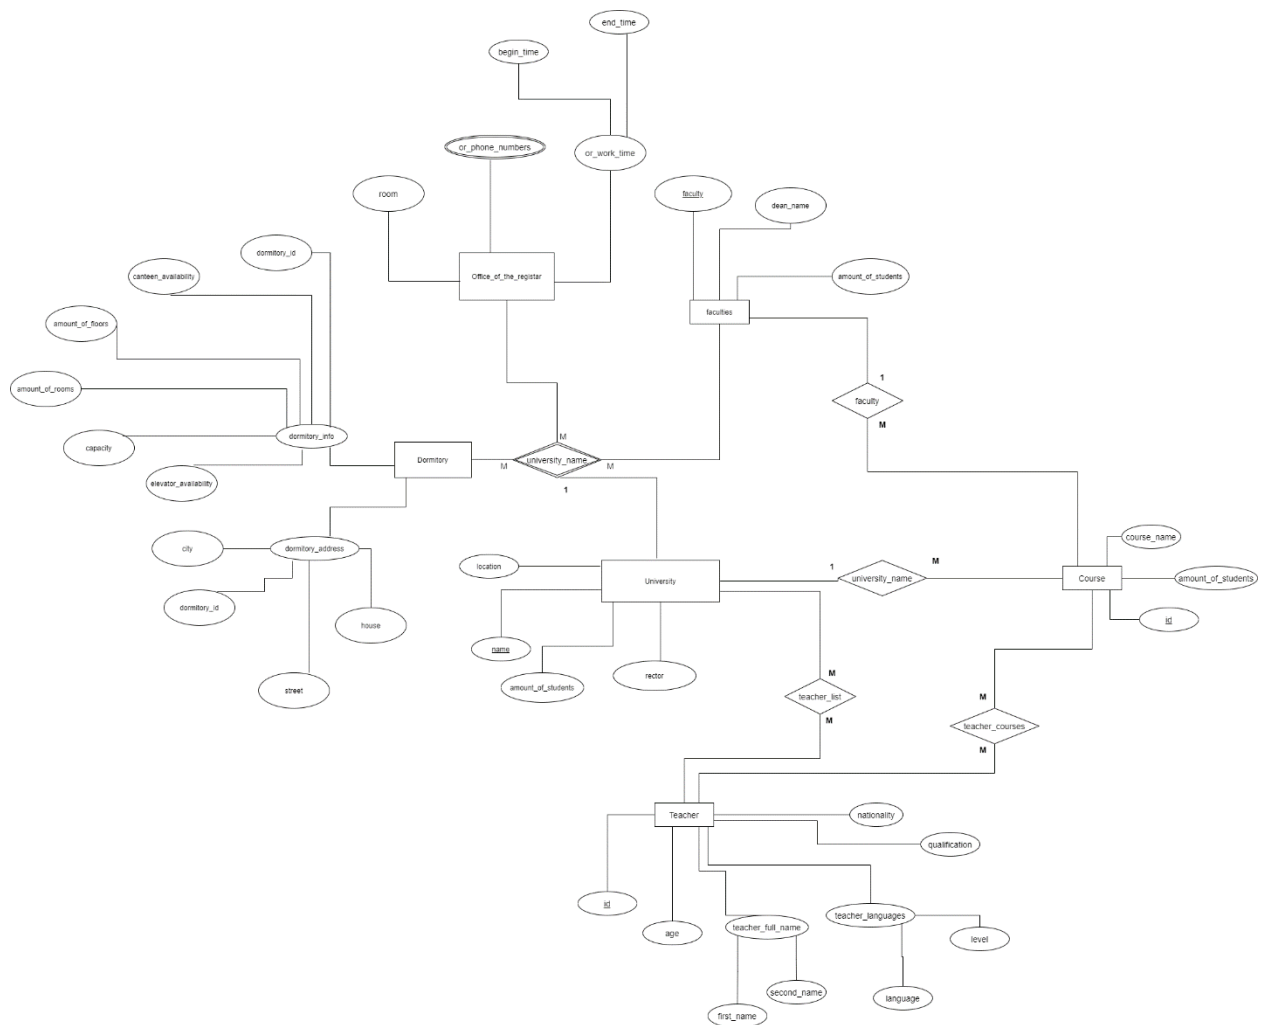 end_time
begin_time
or_phone_numbers
or_work_time
room
faculty
dean_name
dormitory_id
canteen_availability
Office_of_the_registar
amount_of_students
amount_of_floors
faculties
amount_of_rooms
1
faculty
M
dormitory_info
capacity
M
Dormitory
university_name
M
M
elevator_availability
1
course_name
city
dormitory_address
location
University
1
university_name
M
Course
amount_of_students
dormitory_id
house
id
name
rector
amount_of_students
street
M
teacher_list
M
M
teacher_courses
M
Teacher
nationality
qualification
id
age
teacher_full_name
teacher_languages
level
second_name
language
first_name